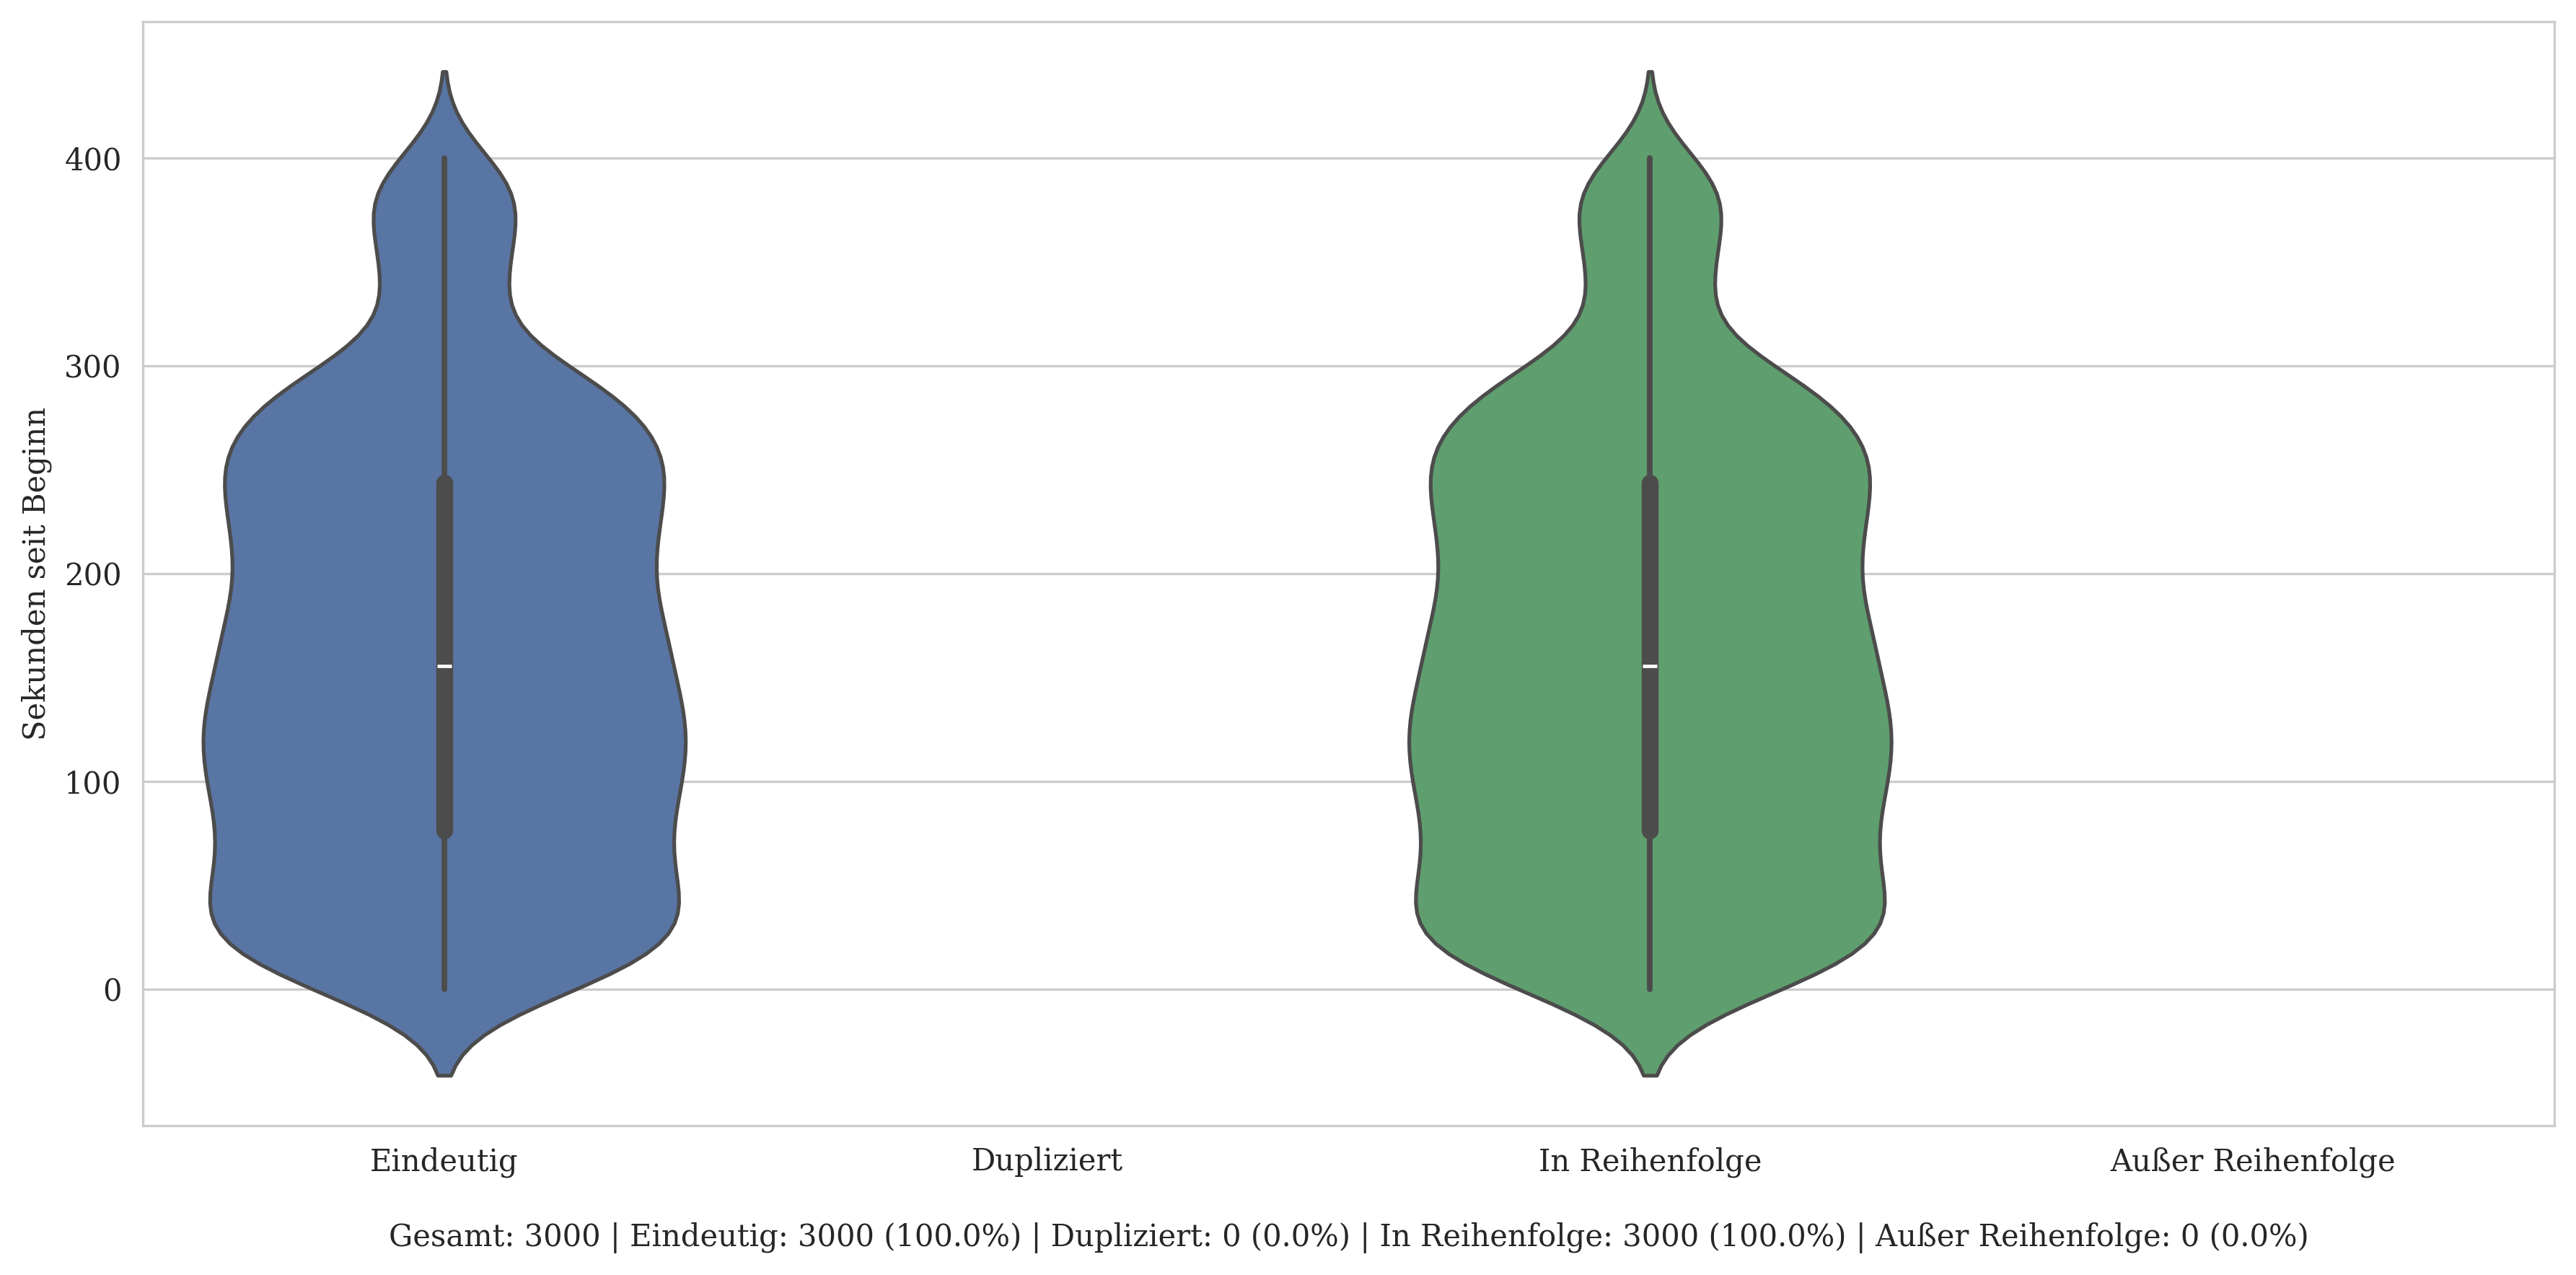 Sekunden seit Beginn
400
300
200
100
0
Eindeutig
Dupliziert
In Reihenfolge
Außer Reihenfolge
Gesamt: 3000 | Eindeutig: 3000 (100.0%) | Dupliziert: 0 (0.0%) | In Reihenfolge: 3000 (100.0%) | Außer Reihenfolge: 0 (0.0%)